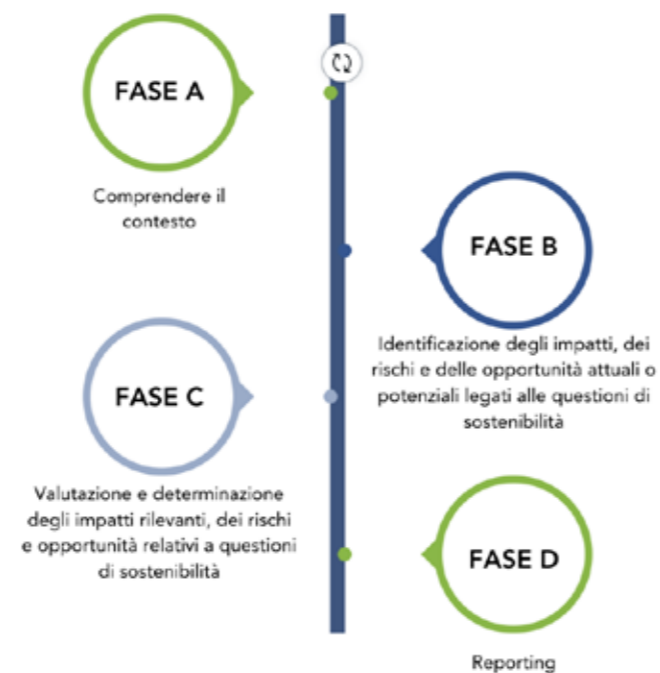 FASE A
Comprendere il
contesto
FASE B
Identificazione degli impatti, dei
rischi e delle opportunità attuali o
potenziali legati alle questioni di
sostenibilità
FASE C
Valutazione e determinazione
degli impatti rilevanti, dei rischi
e opportunità relativi a questioni
di sostenibilità
FASE D
Reporting